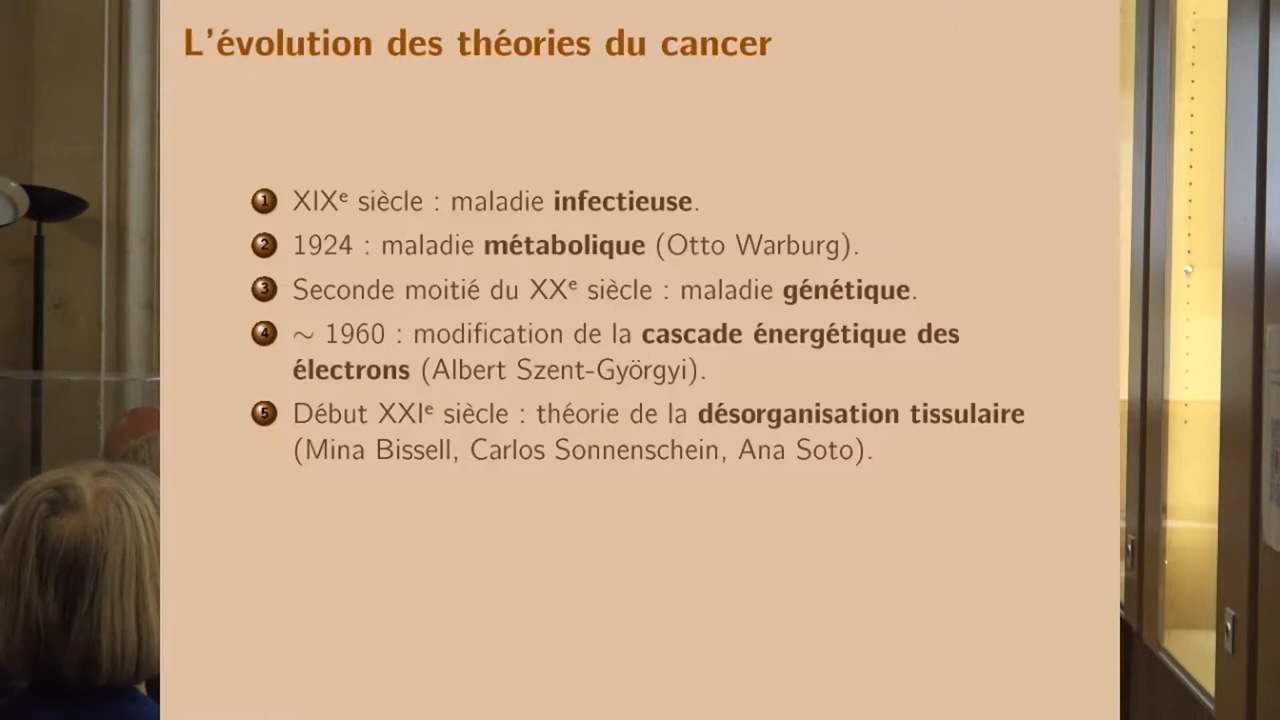 L'évolution des théories du cancer
1 XIXe siècle : maladie infectieuse.
2 1924 : maladie métabolique (Otto Warburg).
3 Seconde moitié du XXe siècle : maladie génétique.
4 ∼ 1960 : modification de la cascade énergétique des
électrons (Albert Szent-Györgyi).
5 Début XXIe siècle : théorie de la désorganisation tissulaire
(Mina Bissell, Carlos Sonnenschein, Ana Soto).